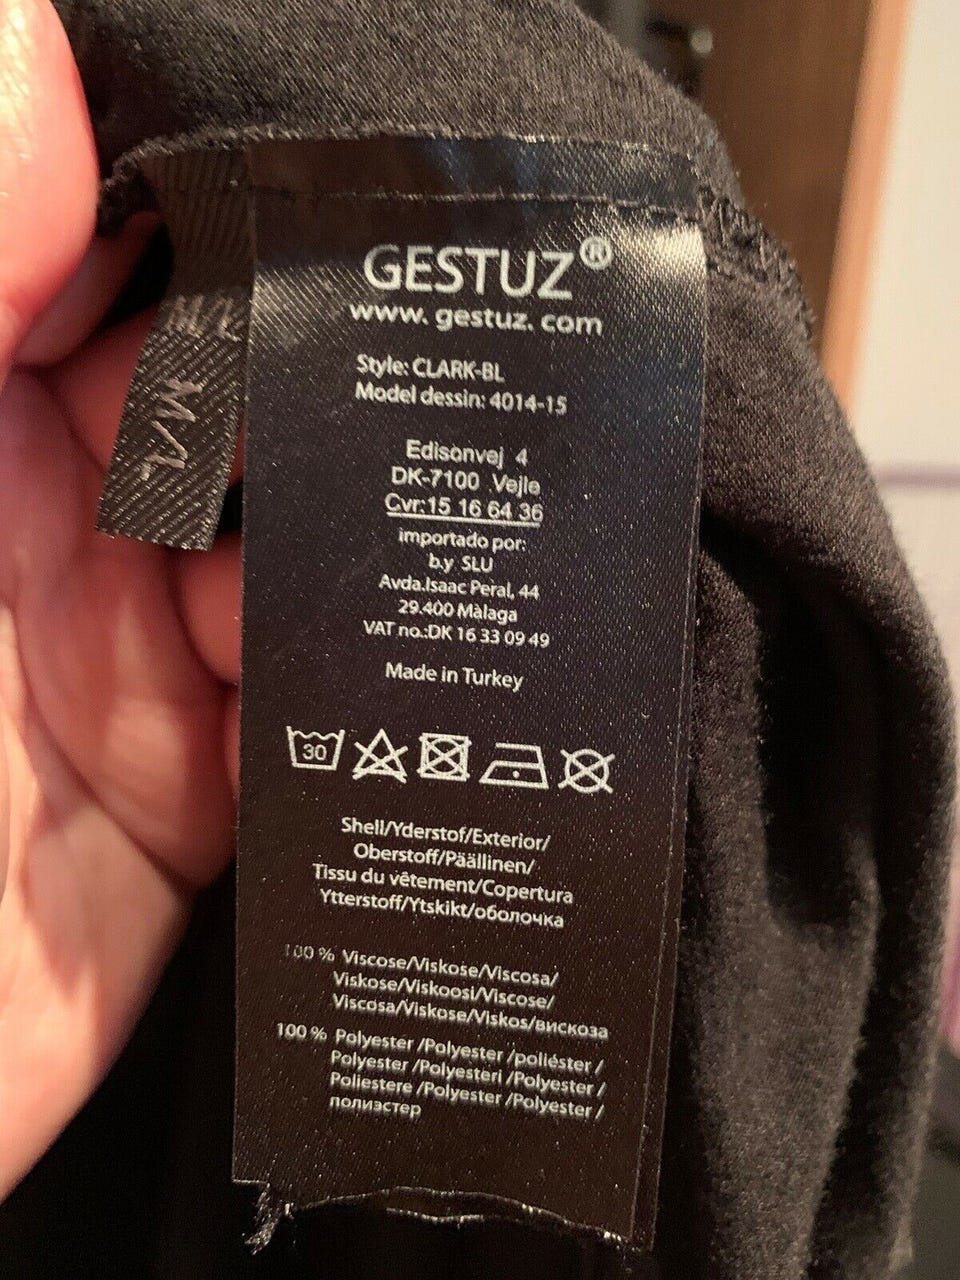 GESTUZ®
www. gestuz. com
Style: CLARK-BL
Model dessin: 4014-15
Edisonvej 4
DK-7100 Vejle
Cvr:15 16 64 36
importado por:
b.y SLU
Avda.Isaac Peral, 44
29.400 Màlaga
VAT no.:DK 16 33 09 49
Made in Turkey
30
Shell/Yderstof/Exterior/
Oberstoff/Päällinen/
Tissu du vêtement/Copertura
Ytterstoff/Ytskikt/оболочка
100 % Viscose/Viskose/Viscosa/
Viskose/Viskoosi/Viscose/
Viscosa/Viskose/Viskos/вискоза
100 % Polyester /Polyester /poliéster /
Polyester /Polyesteri /Polyester /
Poliestere /Polyester /Polyester /
полиэстер